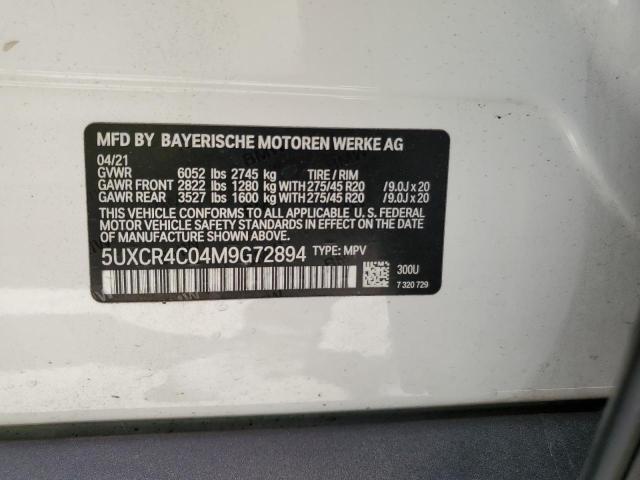 MFD BY BAYERISCHE MOTOREN WERKE AG
04/21
GVWR 6052 lbs 2745 kg TIRE / RIM
GAWR FRONT 2822 lbs 1280 kg WITH 275/45 R20 /9.0J x 20
GAWR REAR 3527 lbs 1600 kg WITH 275/45 R20 /9.0J x 20
THIS VEHICLE CONFORMS TO ALL APPLICABLE U. S. FEDERAL
MOTOR VEHICLE SAFETY STANDARDS IN EFFECT ON THE DATE
OF MANUFACTURE SHOWN ABOVE.
5UXCR4C04M9G72894 TYPE: MPV
300U
7 320 729